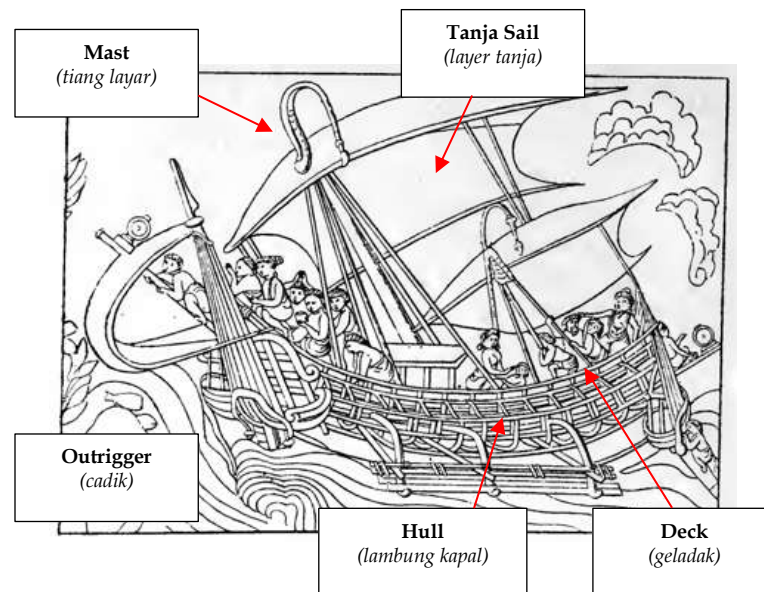 Mast
(tiang layar)
Tanja Sail
(layer tanja)
Outrigger
(cadik)
Hull
(lambung kapal)
Deck
(geladak)